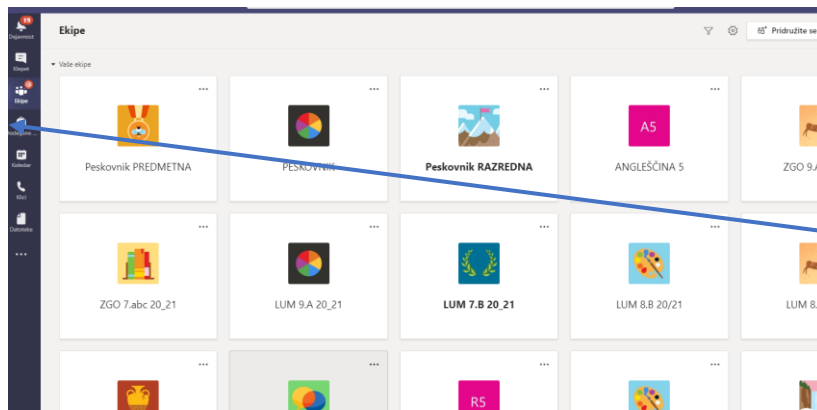 19
Dejavnost
Ekipe
Pridružite se
Klepet
Vaše ekipe
Ekipe
Peskovnik PREDMETNA
PESKOVNIK
Peskovnik RAZREDNA
A5
ANGLEŠČINA 5
ZGO 9.
Koledar
Klici
Datoteke
ZGO 7.abc 20_21
LUM 9.A 20_21
LUM 7.B 20_21
LUM 8.B 20/21
LUM 8.
R5